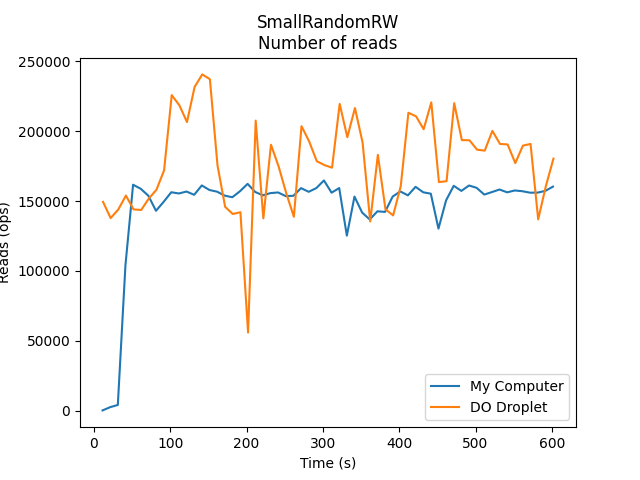 SmallRandomRW
Number of reads
250000
200000
150000
100000
50000
0
Reads (ops)
0 100 200 300 400 500 600
Time (s)
My Computer
DO Droplet